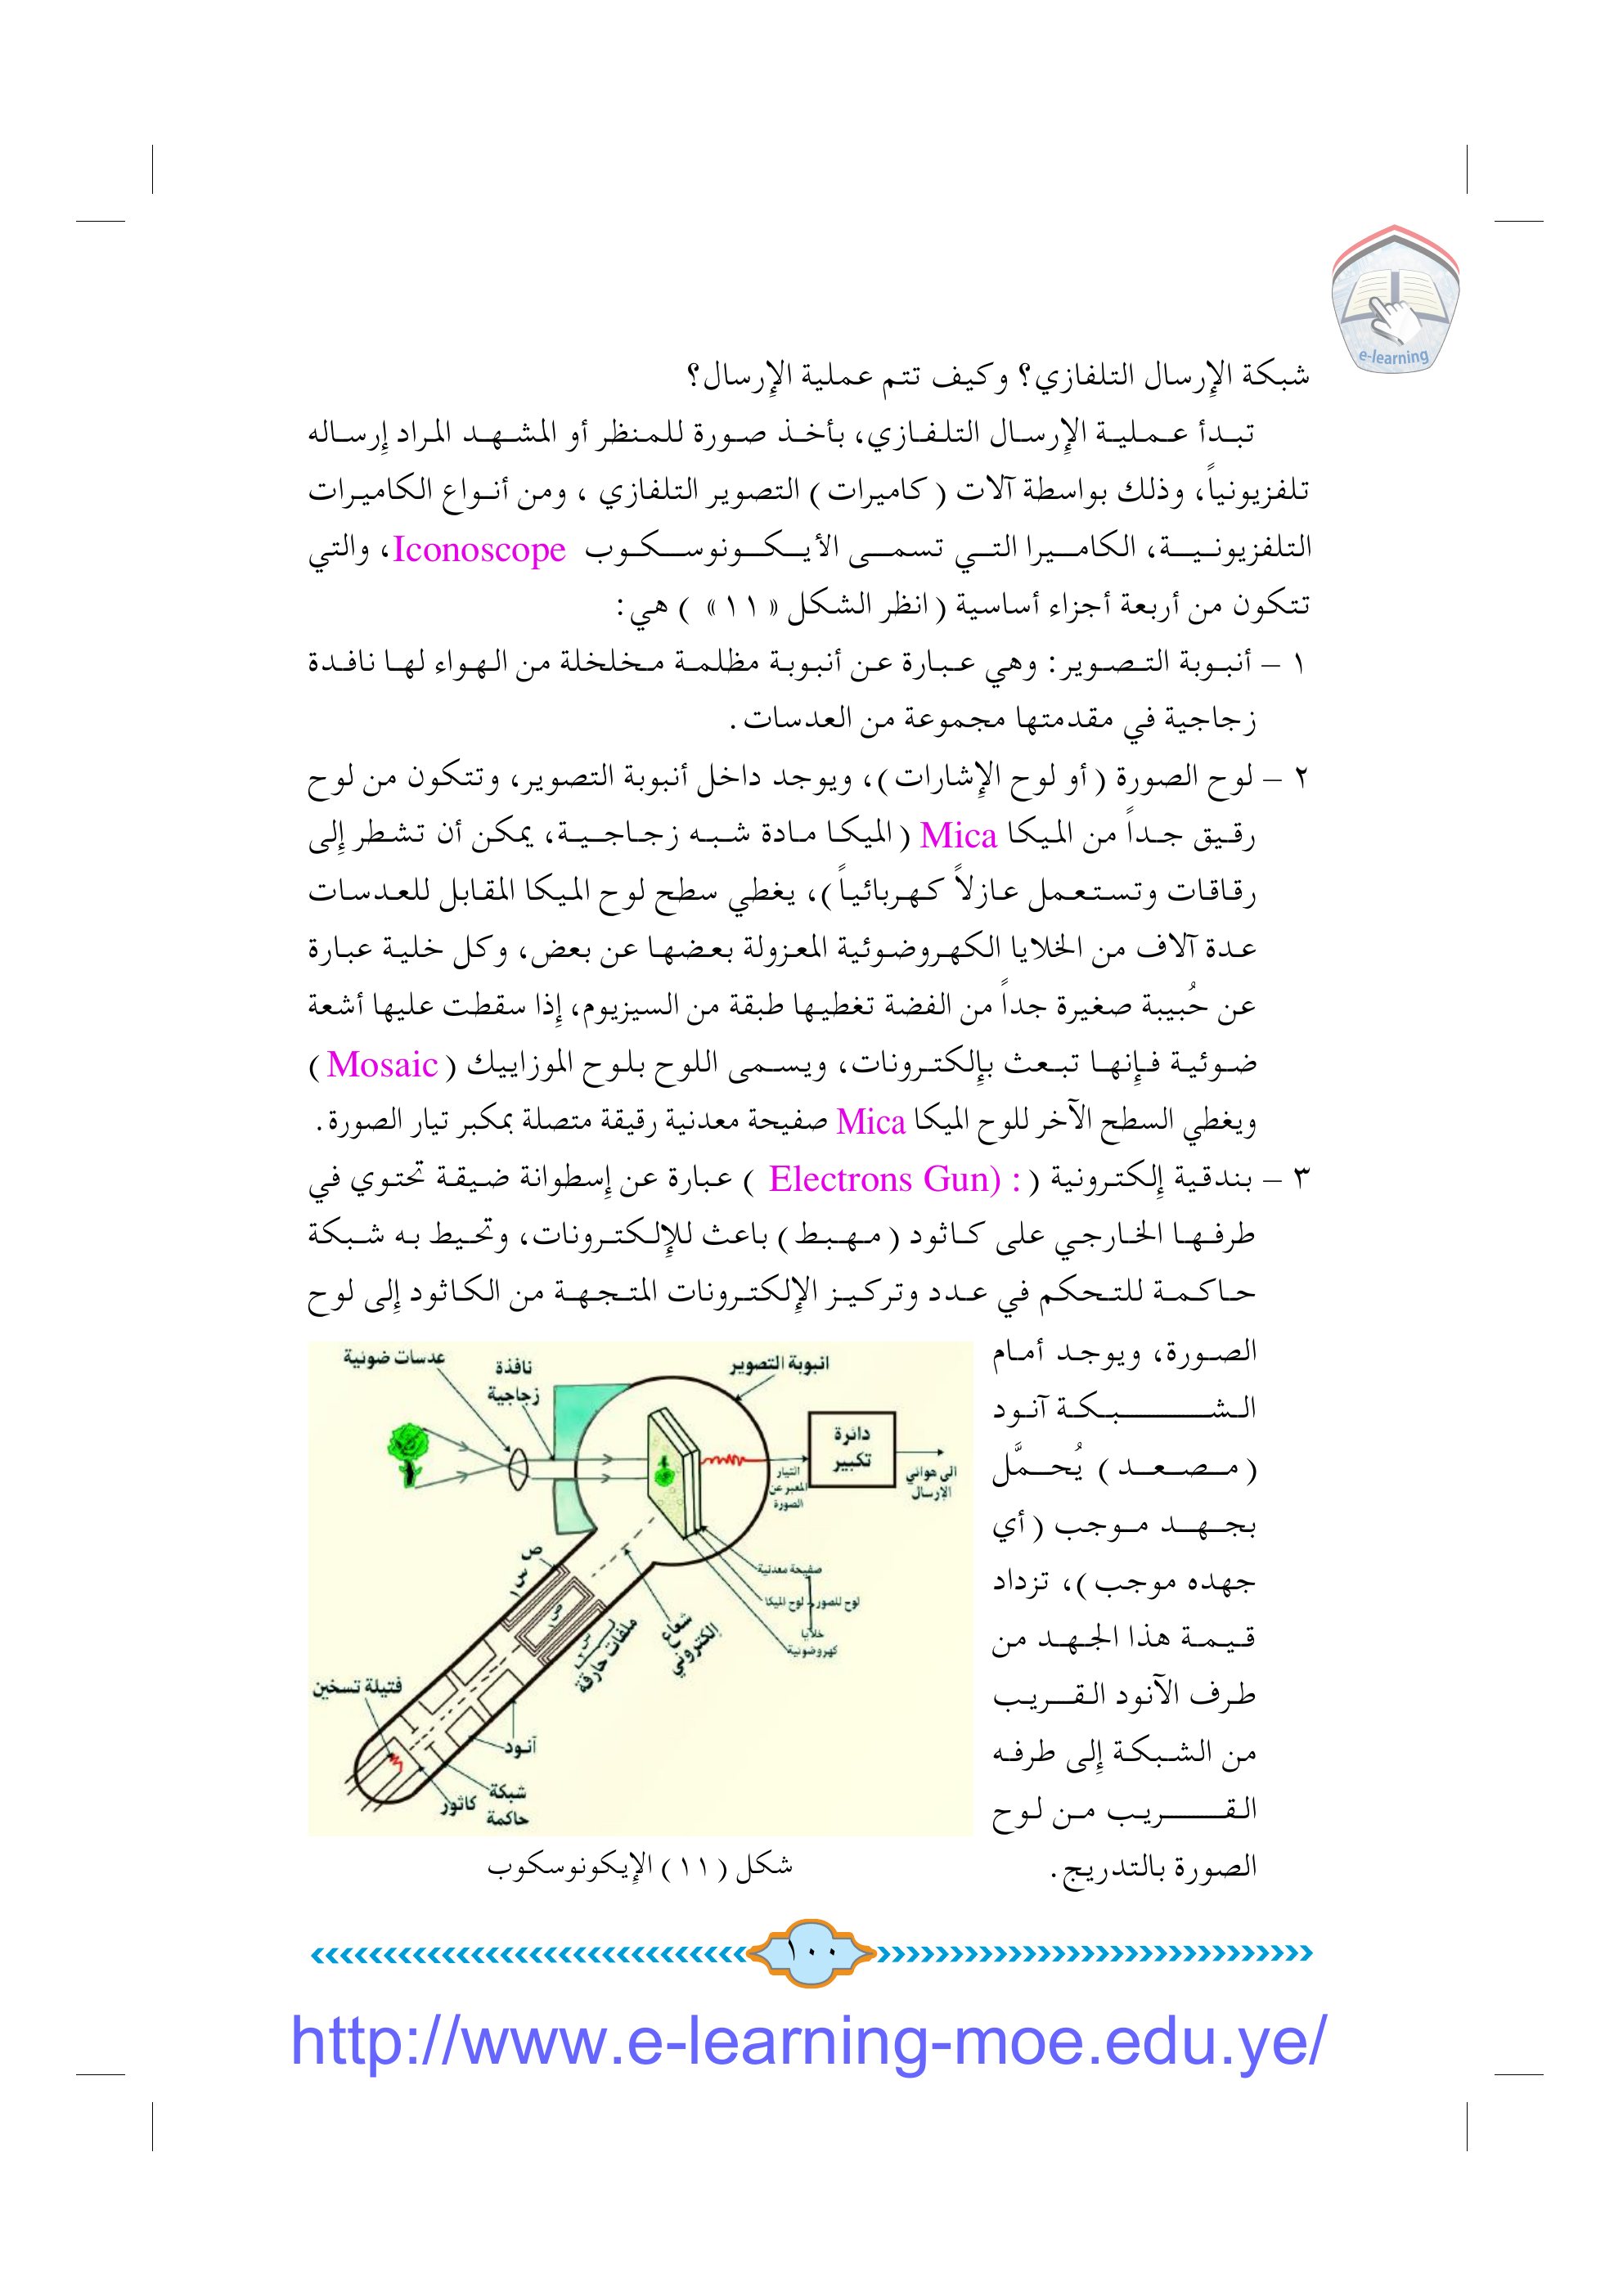 e-learning
شبكة الإرسال التلفازي؟ وكيف تتم عملية الإرسال؟
تبدأ عملية الإرسال التلفازي، بأخذ صورة للمنظر أو المشهد المراد إرساله
تلفزيونياً، وذلك بواسطة آلات ( كاميرات ) التصوير التلفازي ، ومن أنواع الكاميرات
التلفزيونية، الكاميرا التي تسمى الأيكونوسكوب Iconoscope، والتي
تتكون من أربعة أجزاء أساسية ( انظر الشكل «١١» ) هي:
١ – أنبوبة التصوير: وهي عبارة عن أنبوبة مظلمة مخلخلة من الهواء لها نافدة
زجاجية في مقدمتها مجموعة من العدسات.
٢ – لوح الصورة ( أو لوح الإشارات )، ويوجد داخل أنبوبة التصوير، وتتكون من لوح
رقيق جداً من الميكا Mica ( الميكا مادة شبه زجاجية، يمكن أن تشطر إلى
رقاقات وتستعمل عازلاً كهربائياً )، يغطي سطح لوح الميكا المقابل للعدسات
عدة آلاف من الخلايا الكهروضوئية المعزولة بعضها عن بعض، وكل خلية عبارة
عن حُبيبة صغيرة جداً من الفضة تغطيها طبقة من السيزيوم، إذا سقطت عليها أشعة
ضوئية فإنها تبعث بإلكترونات، ويسمى اللوح بلوح الموزاييك ( Mosaic )
ويغطي السطح الآخر للوح الميكا Mica صفيحة معدنية رقيقة متصلة بمكبر تيار الصورة.
٣ – بندقية إلكترونية ( : (Electrons Gun ) عبارة عن إسطوانة ضيقة تحتوي في
طرفها الخارجي على كاثود ( مهبط ) باعث للإلكترونات، وتحيط به شبكة
حاكمة للتحكم في عدد وتركيز الإلكترونات المتجهة من الكاثود إلى لوح
الصورة، ويوجد أمام
الشبكة آنود
( مصعد ) يُحمَّل
بجهد موجب ( أي
جهده موجب )، تزداد
قيمة هذا الجهد من
طرف الآنود القريب
من الشبكة إلى طرفه
القريب من لوح
الصورة بالتدريج.
عدسات ضوئية
نافذة
زجاجية
انبوبة التصوير
دائرة
تكبير
الى هوائي
الإرسال
التيار
المعبر عن
الصورة
صفيحة معدنية
لوح للصور
لوح الميكا
خلايا
كهروضوئية
شعاع
إلكتروني
ملفات حارقة
فتيلة تسخين
آنود
شبكة
حاكمة
كاثور
شكل ( ١١ ) الإيكونوسكوب
١٠٠
http://www.e-learning-moe.edu.ye/